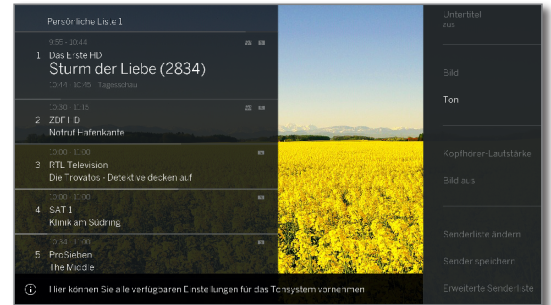 Persönliche Liste 1
9:55 - 10:44
1 Das Erste HD
Sturm der Liebe (2834)
10:44 - 10:45 Tagesschau
10:30 - 11:15
2 ZDF HD
Notruf Hafenkante
10:00 - 11:00
3 RTL Television
Die Trovatos - Detektive decken auf
10:00 - 11:00
4 SAT 1
Klinik am Südring
10:34 - 11:00
5 ProSieben
The Middle
Hier können Sie alle verfügbaren Einstellungen für das Tonsystem vornehmen
Untertitel
aus
Bild
Ton
Kopfhörer-Lautstärke
Bild aus
Senderliste ändern
Sender speichern
Erweiterte Senderliste